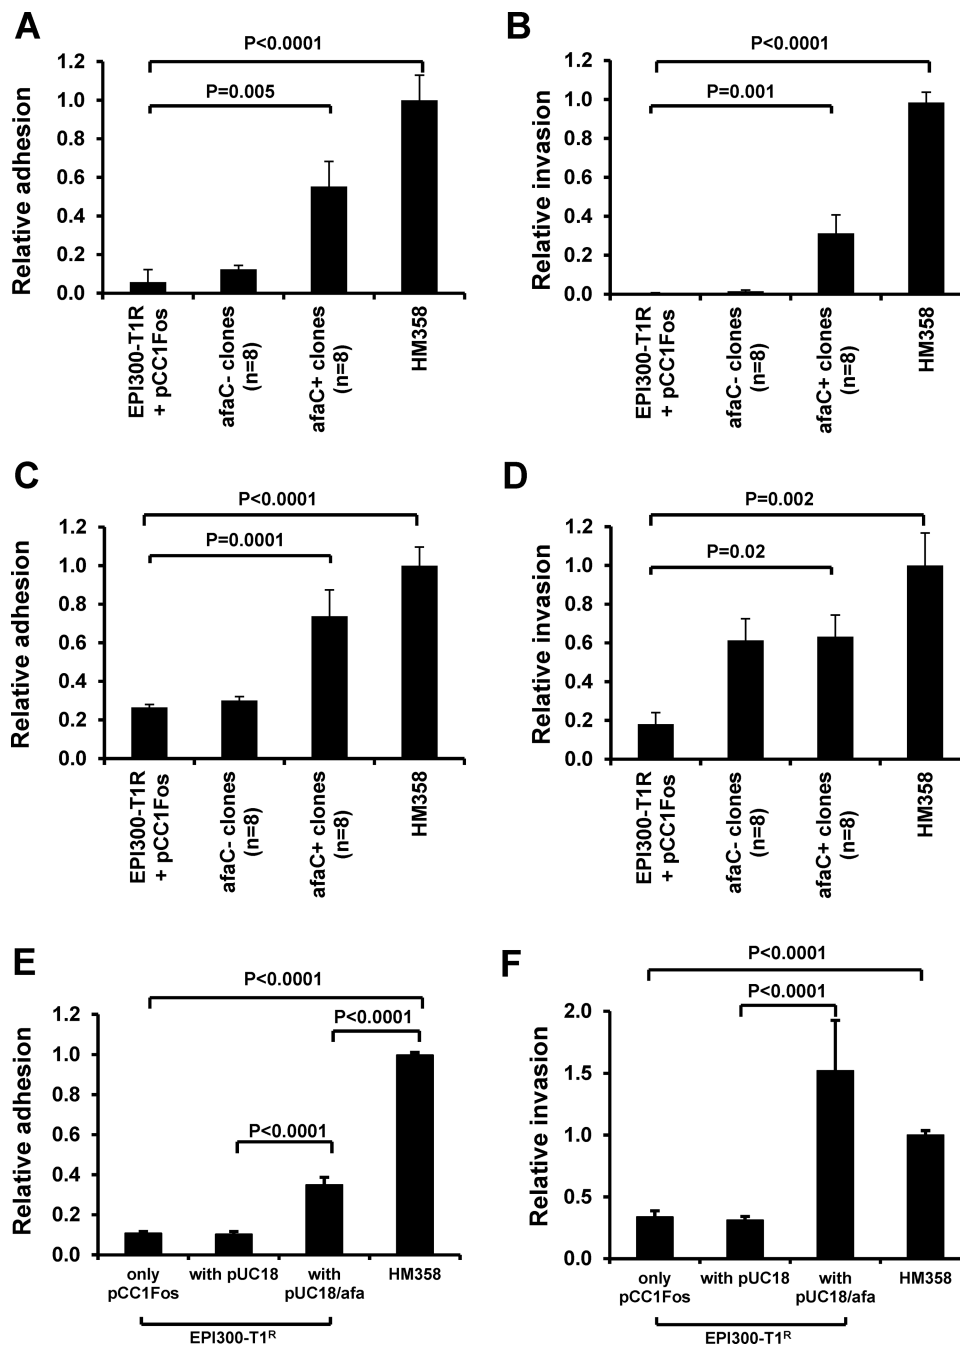 A
P<0.0001
P=0.005
Relative adhesion
1.2
1.0
0.8
0.6
0.4
0.2
0.0
EPI300-T1R
+ pCC1Fos
afaC- clones
(n=8)
afaC+ clones
(n=8)
HM358
B
P<0.0001
P=0.001
Relative invasion
1.2
1.0
0.8
0.6
0.4
0.2
0.0
EPI300-T1R
+ pCC1Fos
afaC- clones
(n=8)
afaC+ clones
(n=8)
HM358
C
P<0.0001
P=0.0001
Relative adhesion
1.2
1.0
0.8
0.6
0.4
0.2
0.0
EPI300-T1R
+ pCC1Fos
afaC- clones
(n=8)
afaC+ clones
(n=8)
HM358
D
P=0.002
P=0.02
Relative invasion
1.2
1.0
0.8
0.6
0.4
0.2
0.0
EPI300-T1R
+ pCC1Fos
afaC- clones
(n=8)
afaC+ clones
(n=8)
HM358
E
P<0.0001
P<0.0001
P<0.0001
Relative adhesion
1.2
1.0
0.8
0.6
0.4
0.2
0.0
only
pCC1Fos
with pUC18
with
pUC18/afa
HM358
EPI300-T1ᴿ
F
P<0.0001
P<0.0001
Relative invasion
2.0
1.5
1.0
0.5
0.0
only
pCC1Fos
with pUC18
with
pUC18/afa
HM358
EPI300-T1ᴿ